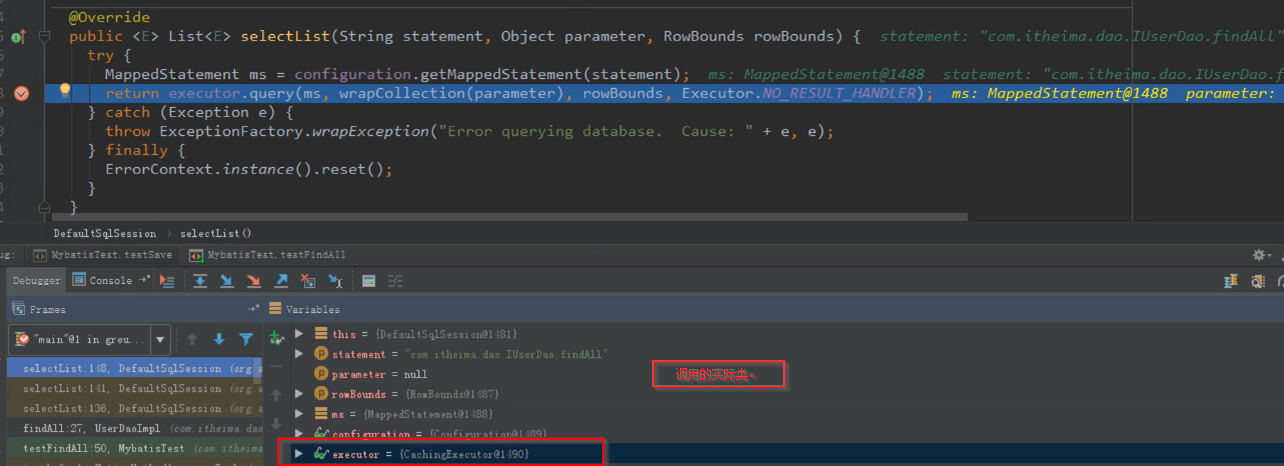 @Override
public <E> List<E> selectList(String statement, Object parameter, RowBounds rowBounds) {  statement: "com.itheima.dao.IUserDao.findAll"
try {
MappedStatement ms = configuration.getMappedStatement(statement);  ms: MappedStatement@1488  statement: "com.itheima.dao.IUserDao.f
return executor.query(ms, wrapCollection(parameter), rowBounds, Executor.NO_RESULT_HANDLER);  ms: MappedStatement@1488  parameter:
} catch (Exception e) {
throw ExceptionFactory.wrapException("Error querying database.  Cause: " + e, e);
} finally {
ErrorContext.instance().reset();
}
}
DefaultSqlSession > selectList()
ug: MybatisTest.testSave MybatisTest.testFindAll
Debugger Console
Frames Variables
"main"@1 in grou...
this = {DefaultSqlSession@1481}
statement = "com.itheima.dao.IUserDao.findAll"
parameter = null
rowBounds = {RowBounds@1487}
ms = {MappedStatement@1488}
configuration = {Configuration@1489}
executor = {CachingExecutor@1490}
调用的实际类。
selectList:148, DefaultSqlSession (org
selectList:141, DefaultSqlSession (org
selectList:136, DefaultSqlSession (org
findAll:27, UserDaoImpl (com.itheima.dao
testFindAll:50, MybatisTest (com.itheima